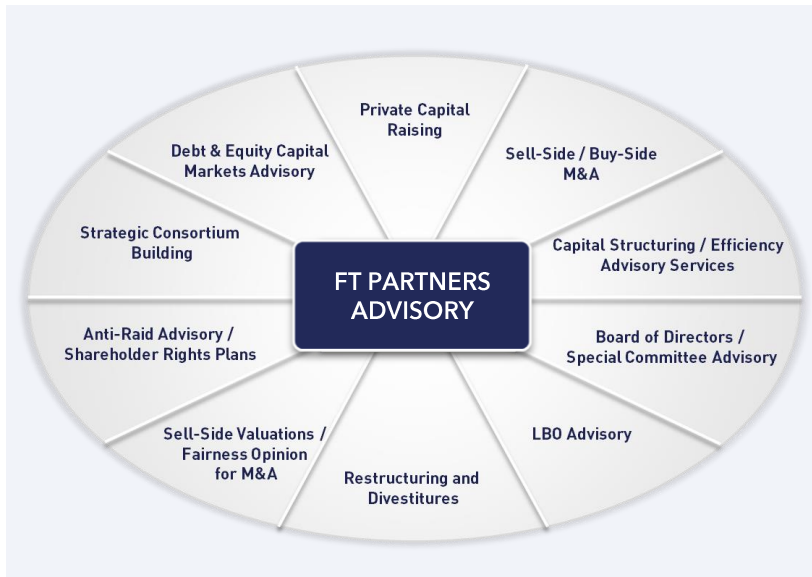 Private Capital
Raising
Debt & Equity Capital
Markets Advisory
Sell-Side / Buy-Side
M&A
Strategic Consortium
Building
Capital Structuring / Efficiency
Advisory Services
FT PARTNERS
ADVISORY
Anti-Raid Advisory /
Shareholder Rights Plans
Board of Directors /
Special Committee Advisory
Sell-Side Valuations /
Fairness Opinion
for M&A
LBO Advisory
Restructuring and
Divestitures